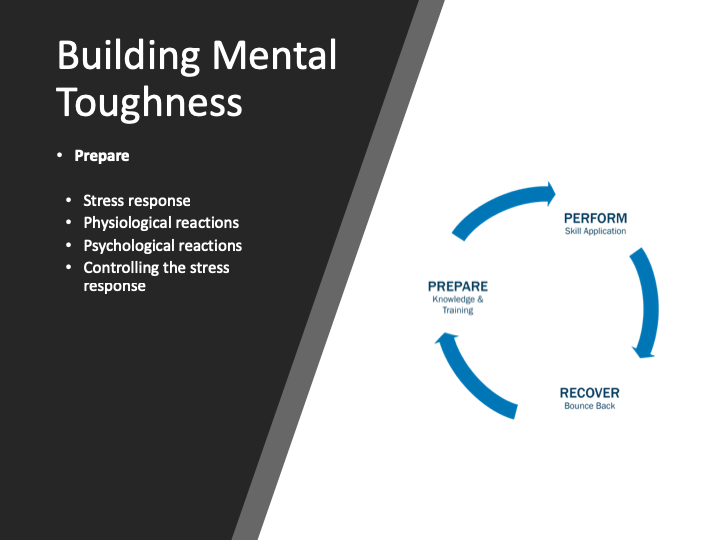 Building Mental
Toughness
• Prepare
• Stress response
• Physiological reactions
• Psychological reactions
• Controlling the stress
response
PERFORM
Skill Application
PREPARE
Knowledge &
Training
RECOVER
Bounce Back